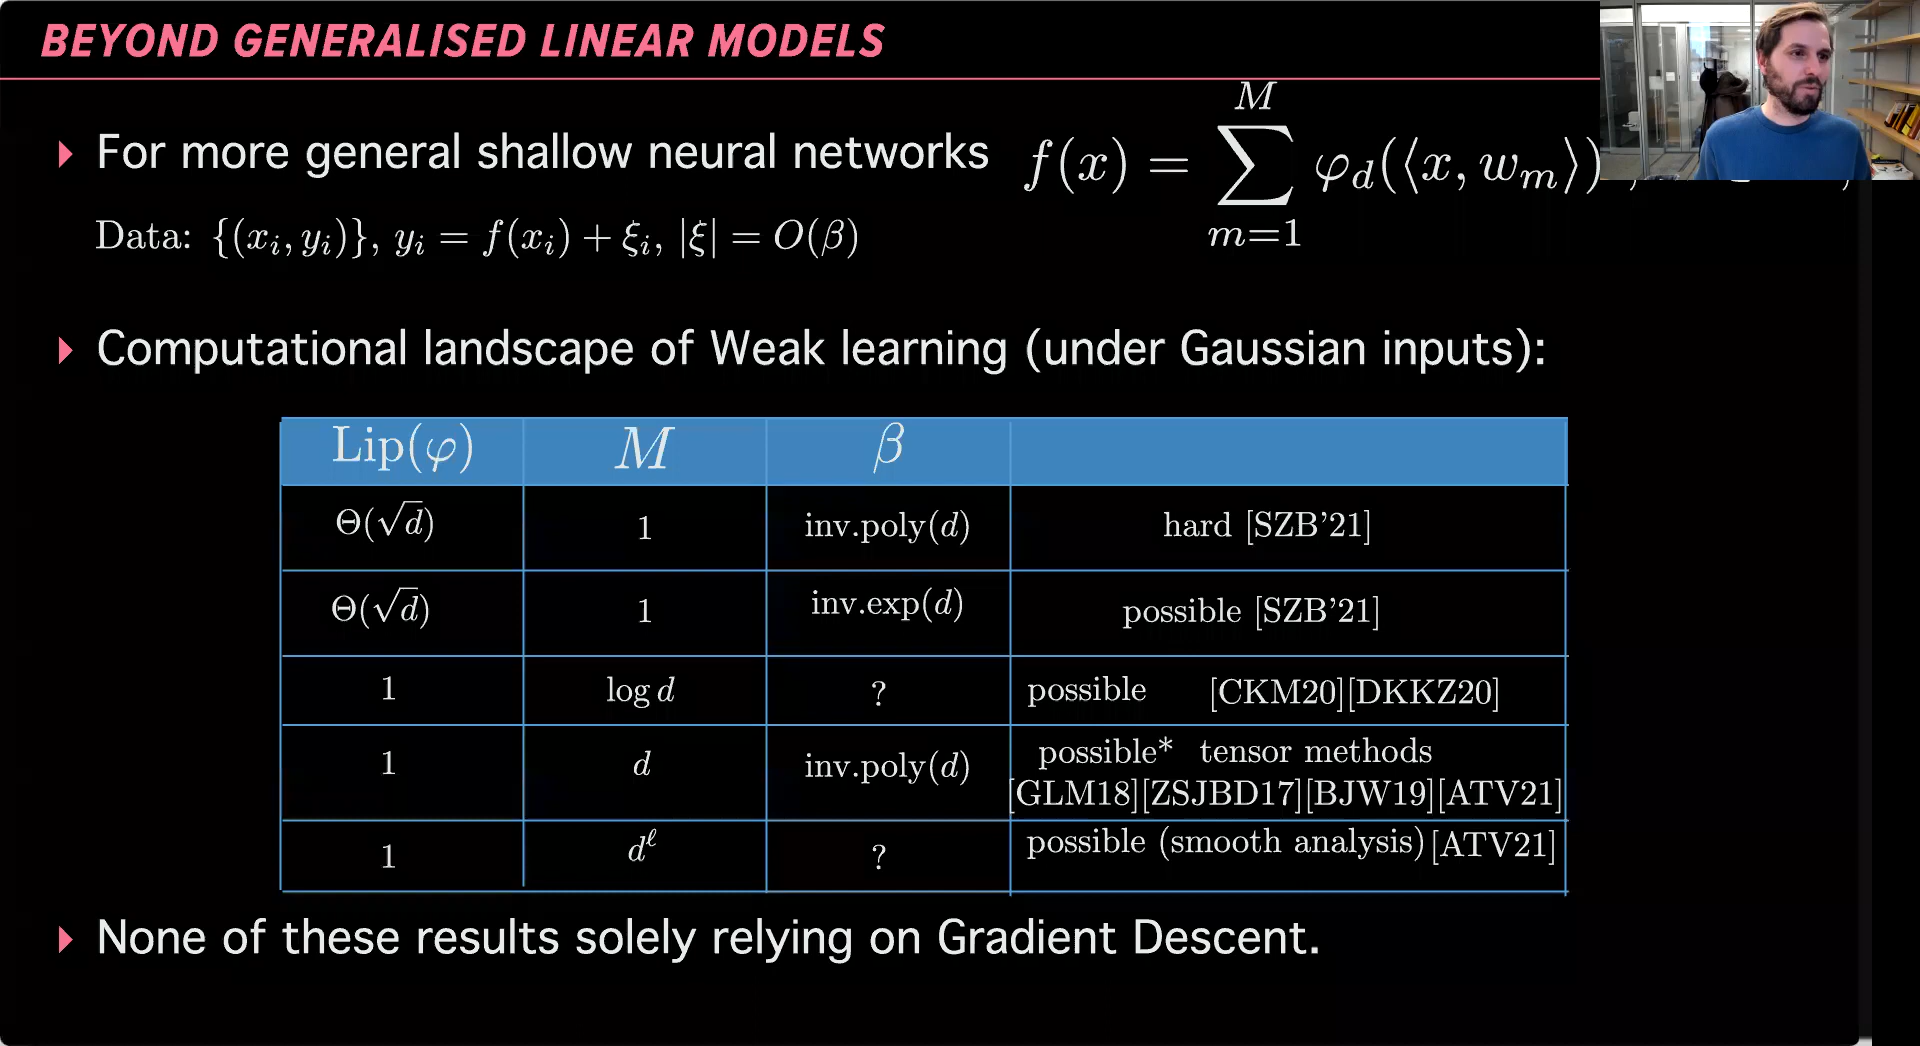 BEYOND GENERALISED LINEAR MODELS
For more general shallow neural networks f(x) = \sum_{m=1}^{M} φ_d(⟨x, w_m⟩)
Data: {(x_i, y_i)}, y_i = f(x_i) + ξ_i, |ξ| = O(β)
Computational landscape of Weak learning (under Gaussian inputs):
Lip(φ) M β
Θ(√d) 1 inv.poly(d) hard [SZB'21]
Θ(√d) 1 inv.exp(d) possible [SZB'21]
1 log d ? possible [CKM20][DKKZ20]
1 d inv.poly(d) possible* tensor methods
[GLM18][ZSJBD17][BJW19][ATV21]
1 d^ℓ ? possible (smooth analysis) [ATV21]
None of these results solely relying on Gradient Descent.